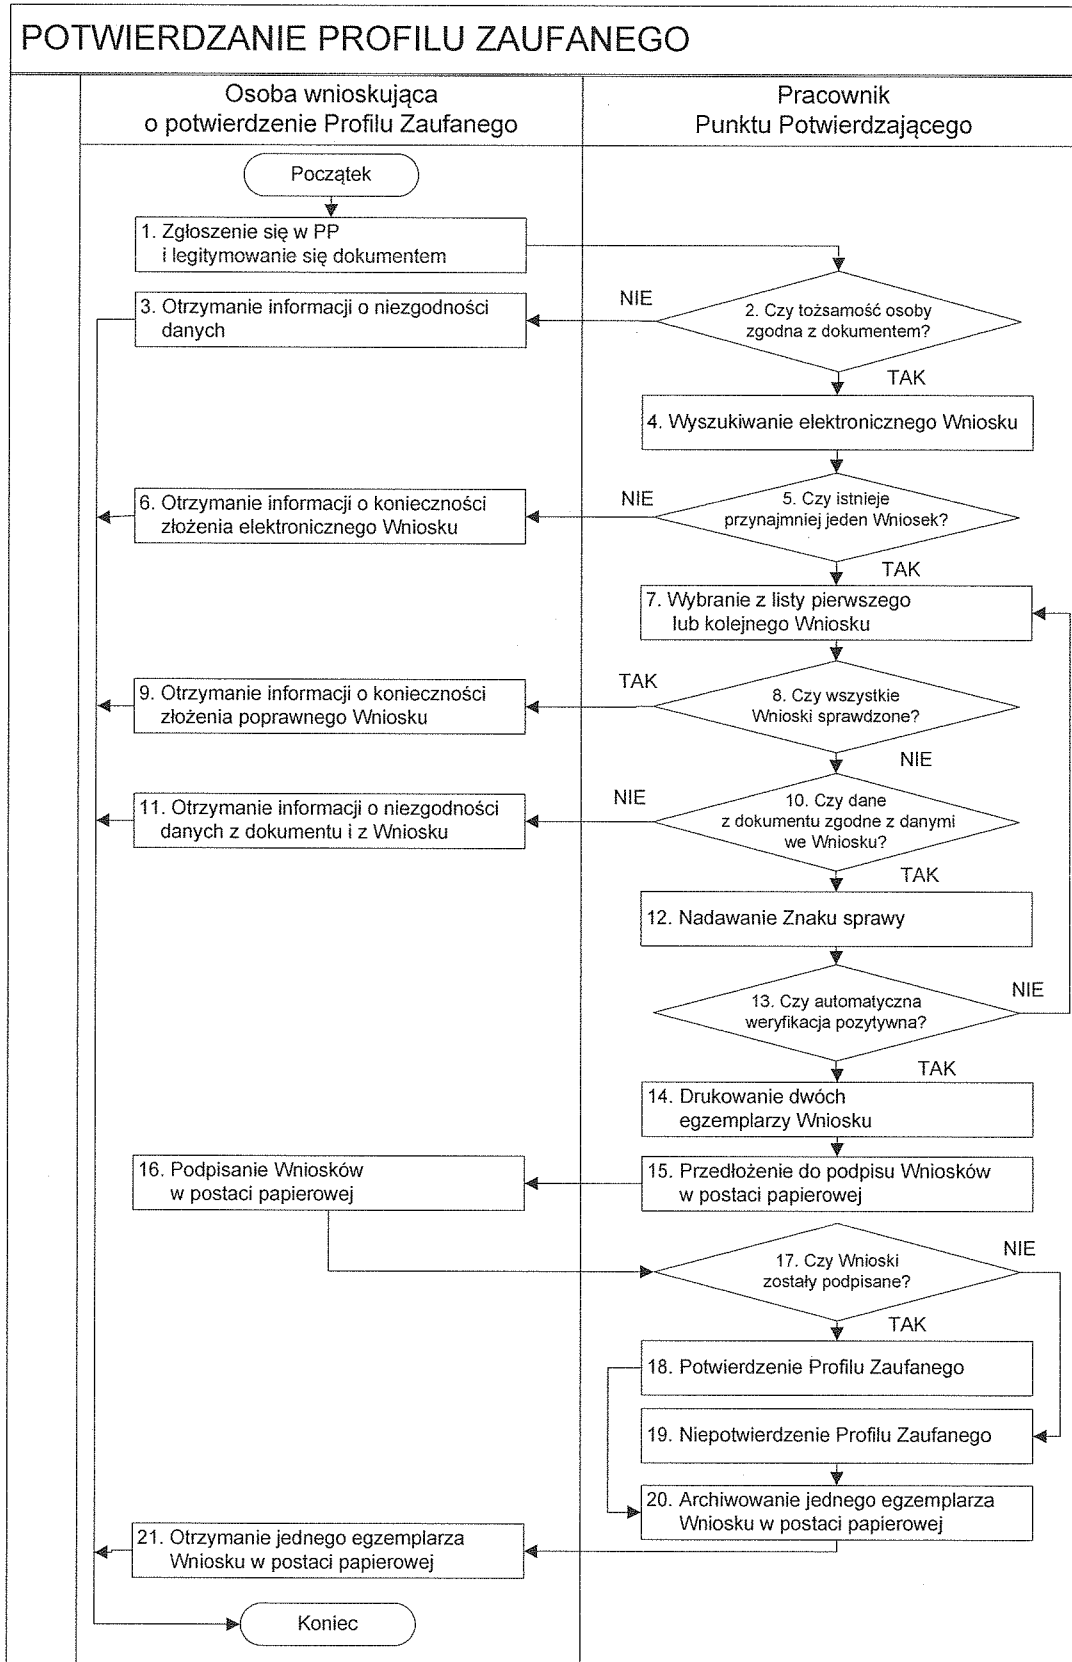 POTWIERDZANIE PROFILU ZAUFANEGO
Osoba wnioskująca
o potwierdzenie Profilu Zaufanego
Pracownik
Punktu Potwierdzającego
Początek
1. Zgłoszenie się w PP
i legitymowanie się dokumentem
2. Czy tożsamość osoby
zgodna z dokumentem?
NIE
3. Otrzymanie informacji o niezgodności
danych
TAK
4. Wyszukiwanie elektronicznego Wniosku
5. Czy istnieje
przynajmniej jeden Wniosek?
NIE
6. Otrzymanie informacji o konieczności
złożenia elektronicznego Wniosku
TAK
7. Wybranie z listy pierwszego
lub kolejnego Wniosku
8. Czy wszystkie
Wnioski sprawdzone?
TAK
9. Otrzymanie informacji o konieczności
złożenia poprawnego Wniosku
NIE
10. Czy dane
z dokumentu zgodne z danymi
we Wniosku?
NIE
11. Otrzymanie informacji o niezgodności
danych z dokumentu i z Wniosku
TAK
12. Nadawanie Znaku sprawy
13. Czy automatyczna
weryfikacja pozytywna?
NIE
TAK
14. Drukowanie dwóch
egzemplarzy Wniosku
15. Przedłożenie do podpisu Wniosków
w postaci papierowej
16. Podpisanie Wniosków
w postaci papierowej
17. Czy Wnioski
zostały podpisane?
NIE
TAK
18. Potwierdzenie Profilu Zaufanego
19. Niepotwierdzenie Profilu Zaufanego
20. Archiwowanie jednego egzemplarza
Wniosku w postaci papierowej
21. Otrzymanie jednego egzemplarza
Wniosku w postaci papierowej
Koniec